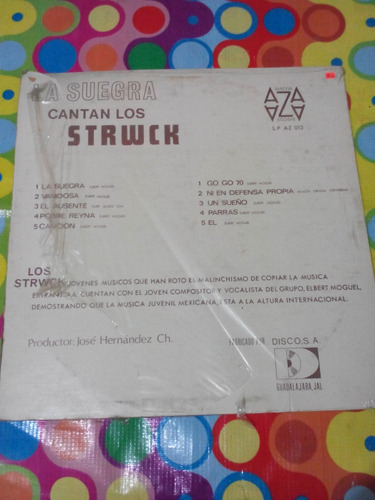 LA SUEGRA
CANTAN LOS
STRWCK
AZA
LP AZ 013
1 LA SUEGRA
2 VANIDOSA
3 EL AUSENTE
4 POBRE REYNA
5 CANCION
1 GO GO 70
2 NI EN DEFENSA PROPIA
3 UN SUEÑO
4 PARRAS
5 EL
LOS
STRWCK JOVENES MUSICOS QUE HAN ROTO EL MALINCHISMO DE COPIAR LA MUSICA
EXTRANJERA: CUENTAN CON EL JOVEN COMPOSITOR Y VOCALISTA DEL GRUPO, ELBERT MOGUEL,
DEMOSTRANDO QUE LA MUSICA JUVENIL MEXICANA, ESTA A LA ALTURA INTERNACIONAL.
Productor: José Hernández Ch.
FABRICADO POR DISCO, S. A.
GUADALAJARA, JAL.